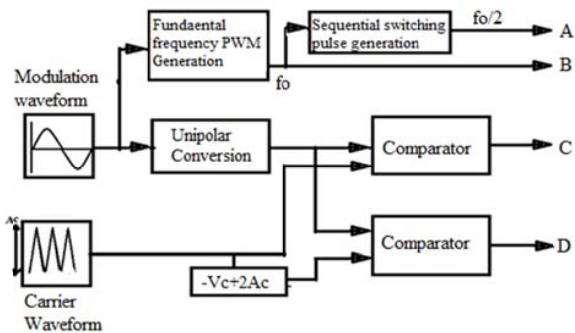 Fundaental
frequency PWM
Generation
Sequential switching
pulse generation
fo/2
A
B
fo
Modulation
waveform
Unipolar
Conversion
Comparator
C
Ac
Comparator
D
-Vc+2Ac
Carrier
Waveform